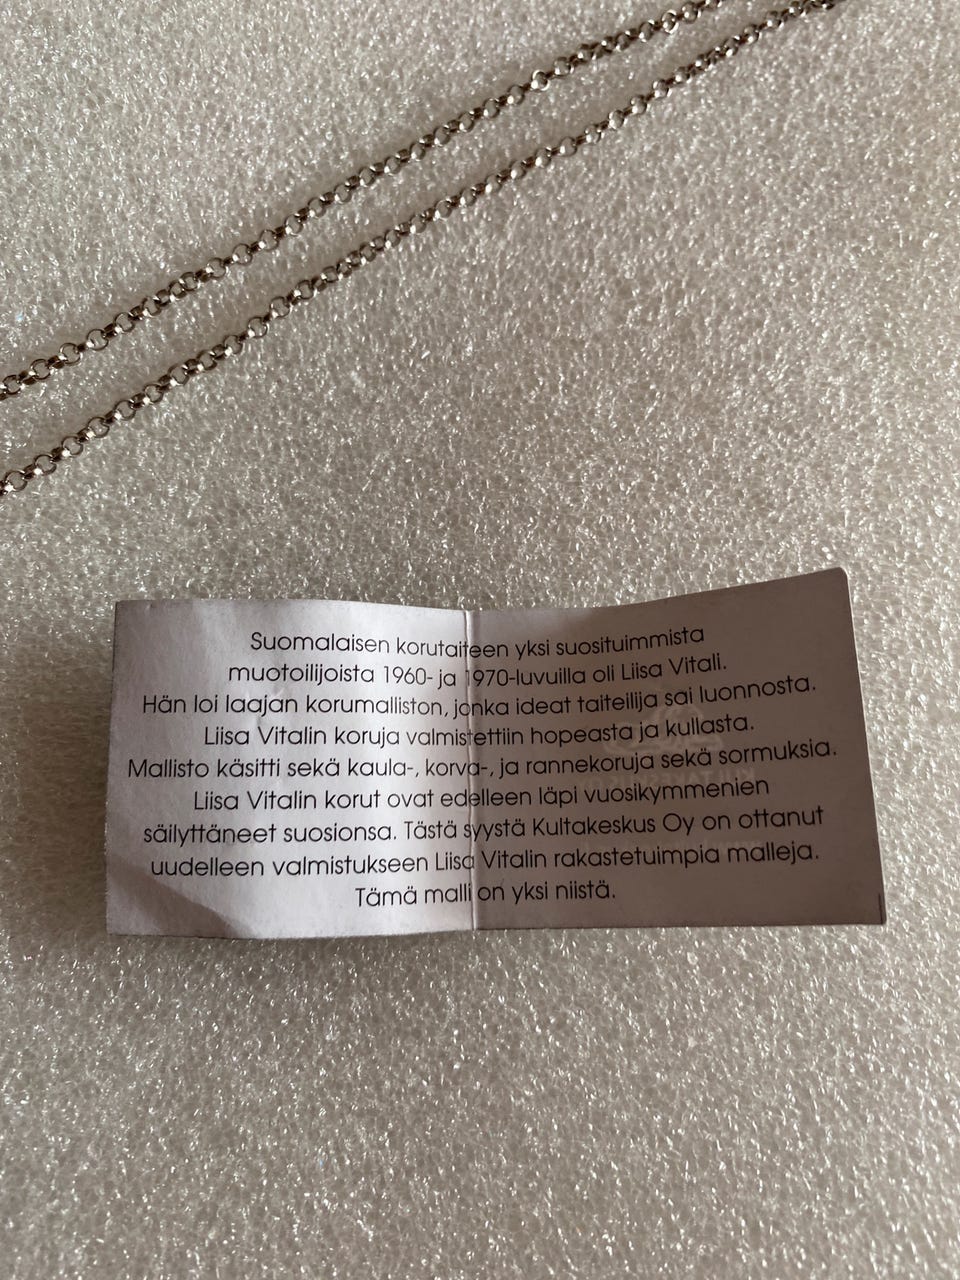 Suomalaisen korutaiteen yksi suosituimmista
muotoilijoista 1960- ja 1970-luvuilla oli Liisa Vitali.
Hän loi laajan korumalliston, jonka ideat taiteilija sai luonnosta.
Liisa Vitalin koruja valmistettiin hopeasta ja kullasta.
Mallisto käsitti sekä kaula-, korva-, ja rannekoruja sekä sormuksia.
Liisa Vitalin korut ovat edelleen läpi vuosikymmenien
säilyttäneet suosionsa. Tästä syystä Kultakeskus Oy on ottanut
uudelleen valmistukseen Liisa Vitalin rakastetuimpia malleja.
Tämä malli on yksi niistä.